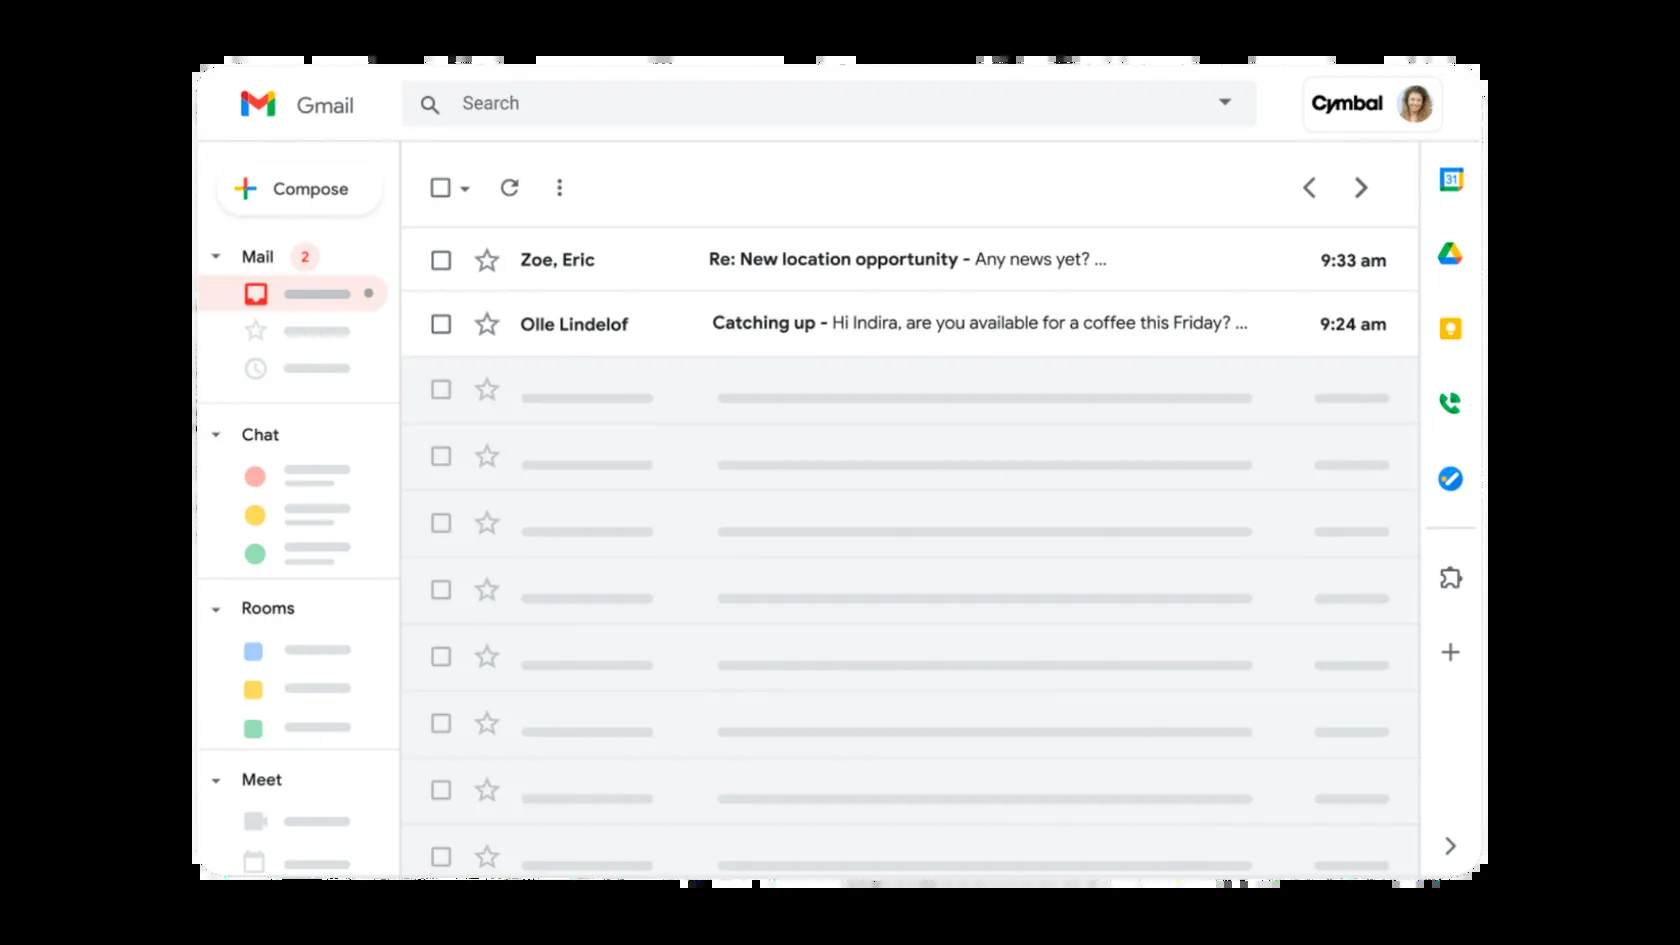 Gmail
Search
Cymbal
Compose
31
Mail 2
Zoe, Eric Re: New location opportunity - Any news yet? ... 9:33 am
Olle Lindelof Catching up - Hi Indira, are you available for a coffee this Friday? ... 9:24 am
Chat
Rooms
Meet